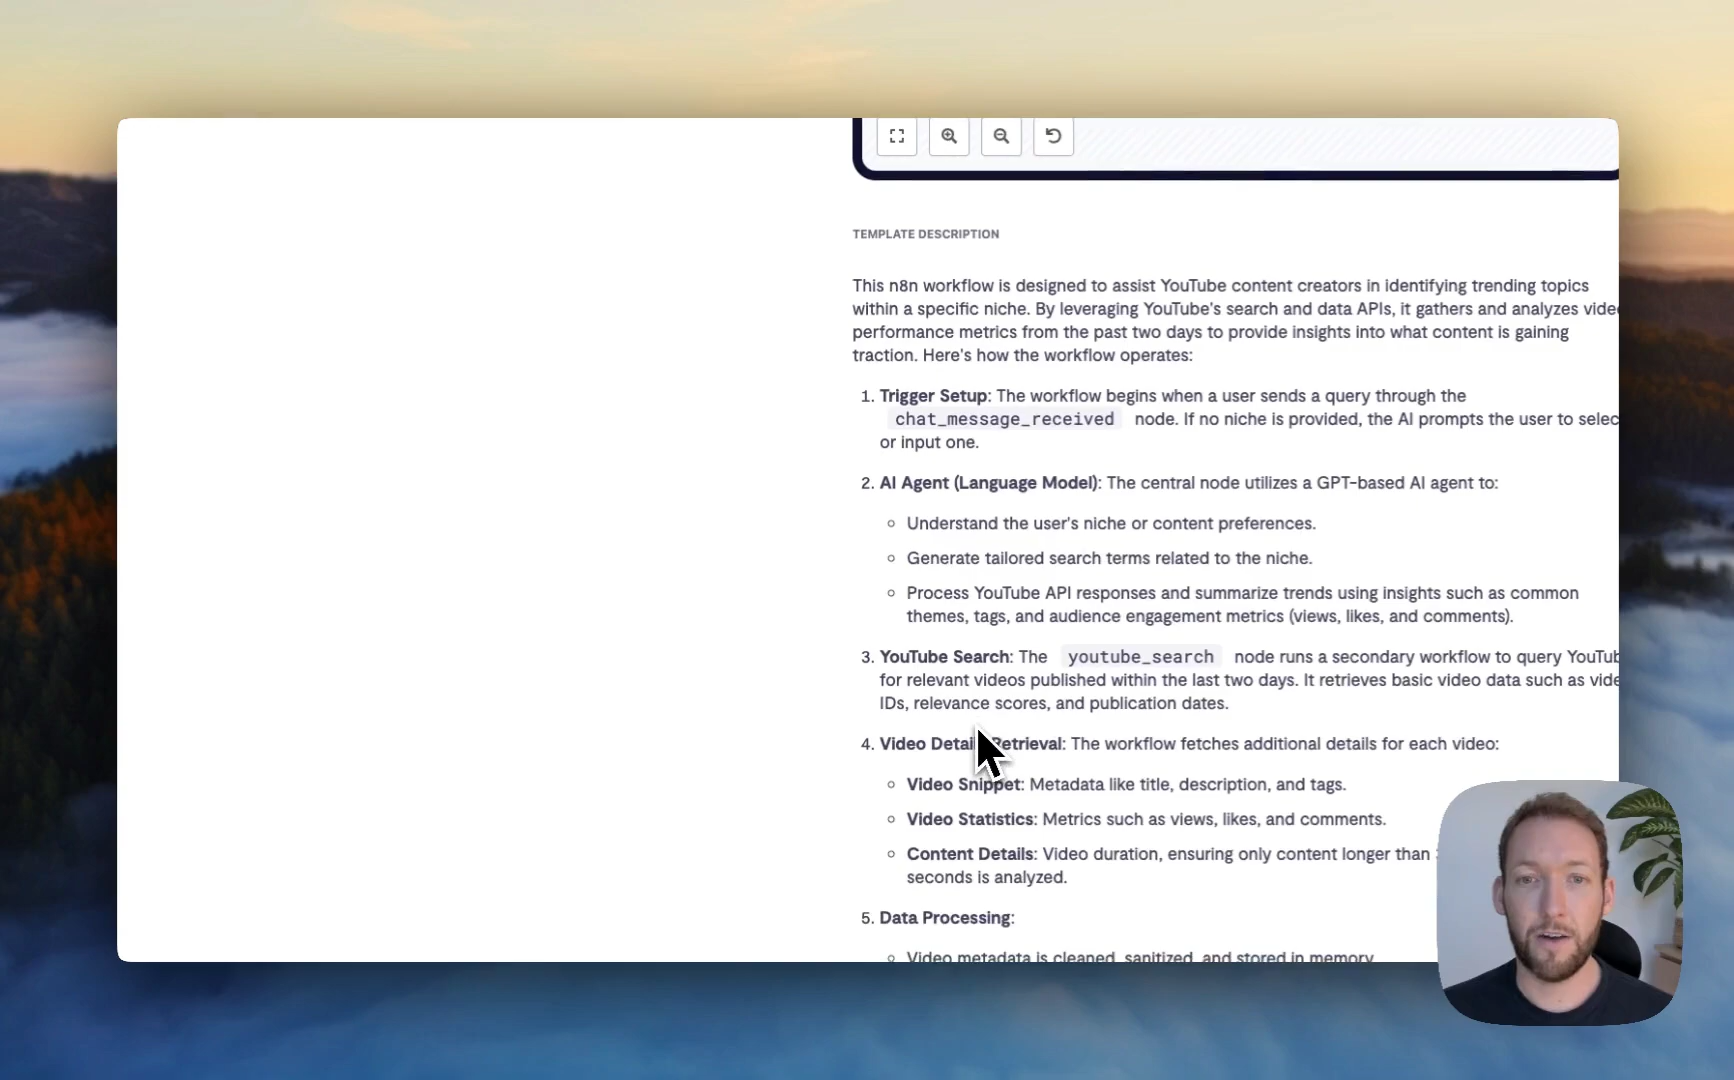 TEMPLATE DESCRIPTION
This n8n workflow is designed to assist YouTube content creators in identifying trending topics
within a specific niche. By leveraging YouTube's search and data APIs, it gathers and analyzes
performance metrics from the past two days to provide insights into what content is gaining
traction. Here's how the workflow operates:
1. Trigger Setup: The workflow begins when a user sends a query through the
chat_message_received node. If no niche is provided, the AI prompts the user to
or input one.
2. AI Agent (Language Model): The central node utilizes a GPT-based AI agent to:
Understand the user's niche or content preferences.
Generate tailored search terms related to the niche.
Process YouTube API responses and summarize trends using insights such as common
themes, tags, and audience engagement metrics (views, likes, and comments).
3. YouTube Search: The youtube_search node runs a secondary workflow to query
for relevant videos published within the last two days. It retrieves basic video data such as
IDs, relevance scores, and publication dates.
4. Video Retrieval: The workflow fetches additional details for each video:
Video Snippet: Metadata like title, description, and tags.
Video Statistics: Metrics such as views, likes, and comments.
Content Details: Video duration, ensuring only content longer than
seconds is analyzed.
5. Data Processing:
Video metadata is cleaned, sanitized, and stored in memory